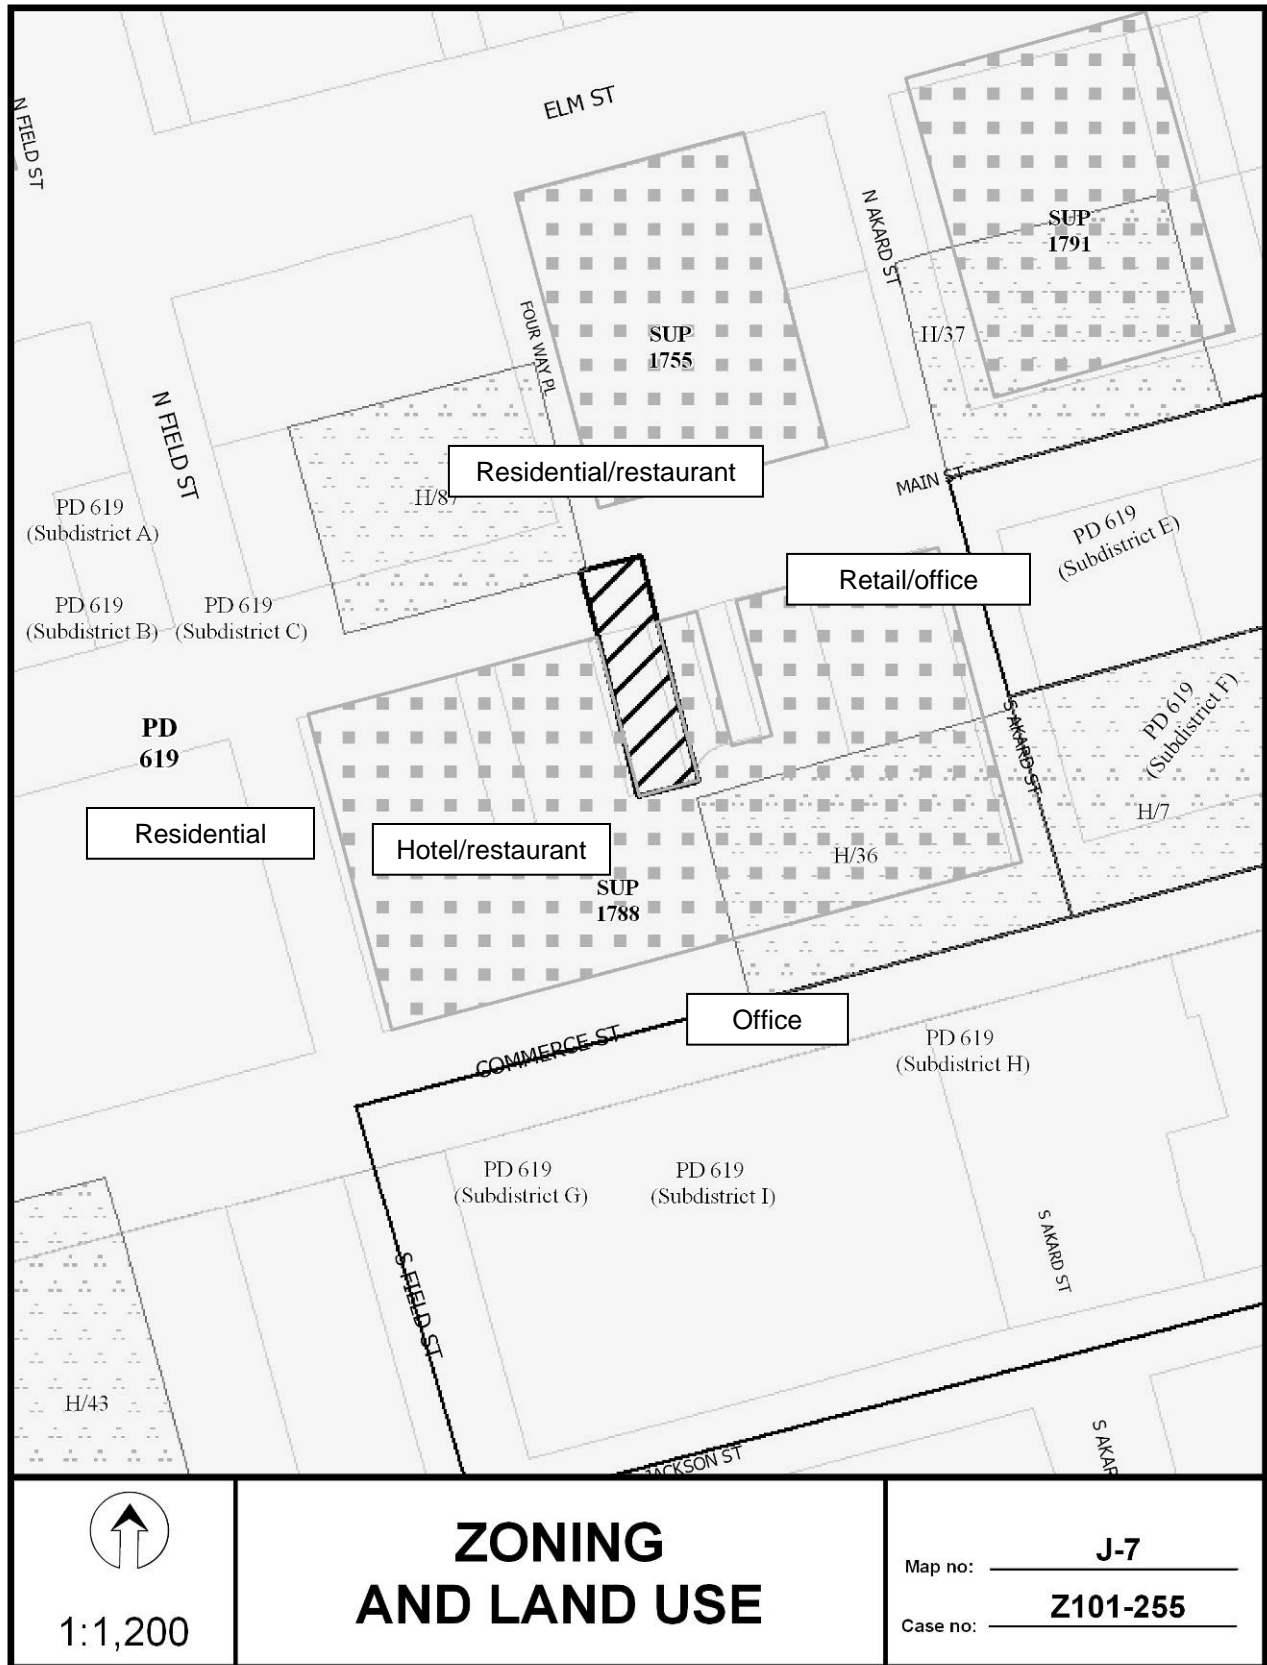 ELM ST
N FIELD ST
N AKARD ST
SUP
1791
FOUR WAY PL
SUP
1755
H/37
N FIELD ST
Residential/restaurant
H/87
MAIN ST
PD 619
(Subdistrict A)
PD 619
(Subdistrict E)
Retail/office
PD 619
(Subdistrict B)
PD 619
(Subdistrict C)
PD
619
S AKARD ST
PD 619
(Subdistrict F)
H/7
Residential
Hotel/restaurant
H/36
SUP
1788
Office
COMMERCE ST
PD 619
(Subdistrict H)
PD 619
(Subdistrict G)
PD 619
(Subdistrict I)
S AKARD ST
S FIELD ST
H/43
JACKSON ST
S AKAR
1:1,200
ZONING
AND LAND USE
Map no: J-7
Case no: Z101-255